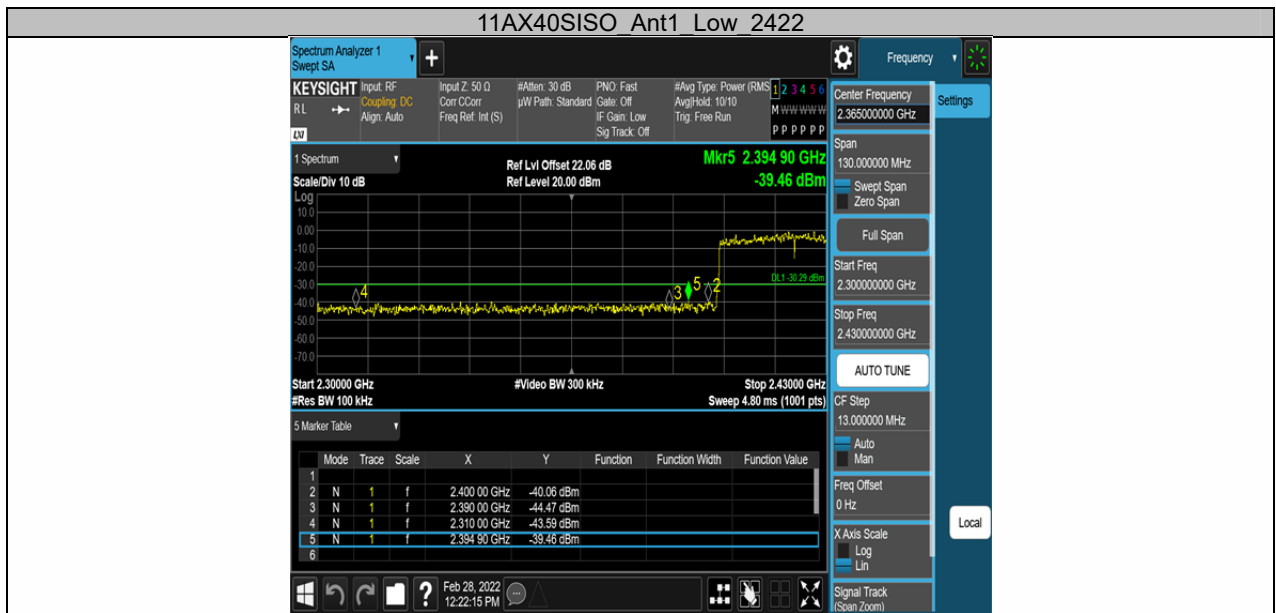 11AX40SISO_Ant1_Low_2422
Spectrum Analyzer 1
Swept SA
+
Frequency
KEYSIGHT
RL
LXI
Input: RF
Coupling: DC
Align: Auto
Input Z: 50 Ω
Corr CCorr
Freq Ref: Int (S)
#Atten: 30 dB
µW Path: Standard
PNO: Fast
Gate: Off
IF Gain: Low
Sig Track: Off
#Avg Type: Power (RMS
Avg|Hold: 10/10
Trig: Free Run
1 2 3 4 5 6
M W W W W W
P P P P P P
1 Spectrum
Scale/Div 10 dB
Ref Lvl Offset 22.06 dB
Ref Level 20.00 dBm
Mkr5 2.394 90 GHz
-39.46 dBm
Log
10.0
0.00
-10.0
-20.0
-30.0
-40.0
-50.0
-60.0
-70.0
DL1 -30.29 dBm
4
3
5
2
Start 2.30000 GHz
#Video BW 300 kHz
Stop 2.43000 GHz
#Res BW 100 kHz
Sweep 4.80 ms (1001 pts)
5 Marker Table
Mode Trace Scale X Y Function Function Width Function Value
1
2 N 1 f 2.400 00 GHz -40.06 dBm
3 N 1 f 2.390 00 GHz -44.47 dBm
4 N 1 f 2.310 00 GHz -43.59 dBm
5 N 1 f 2.394 90 GHz -39.46 dBm
6
?
Feb 28, 2022
12:22:15 PM
Center Frequency
2.365000000 GHz
Settings
Span
130.000000 MHz
Swept Span
Zero Span
Full Span
Start Freq
2.300000000 GHz
Stop Freq
2.430000000 GHz
AUTO TUNE
CF Step
13.000000 MHz
Auto
Man
Freq Offset
0 Hz
Local
X Axis Scale
Log
Lin
Signal Track
(Span Zoom)